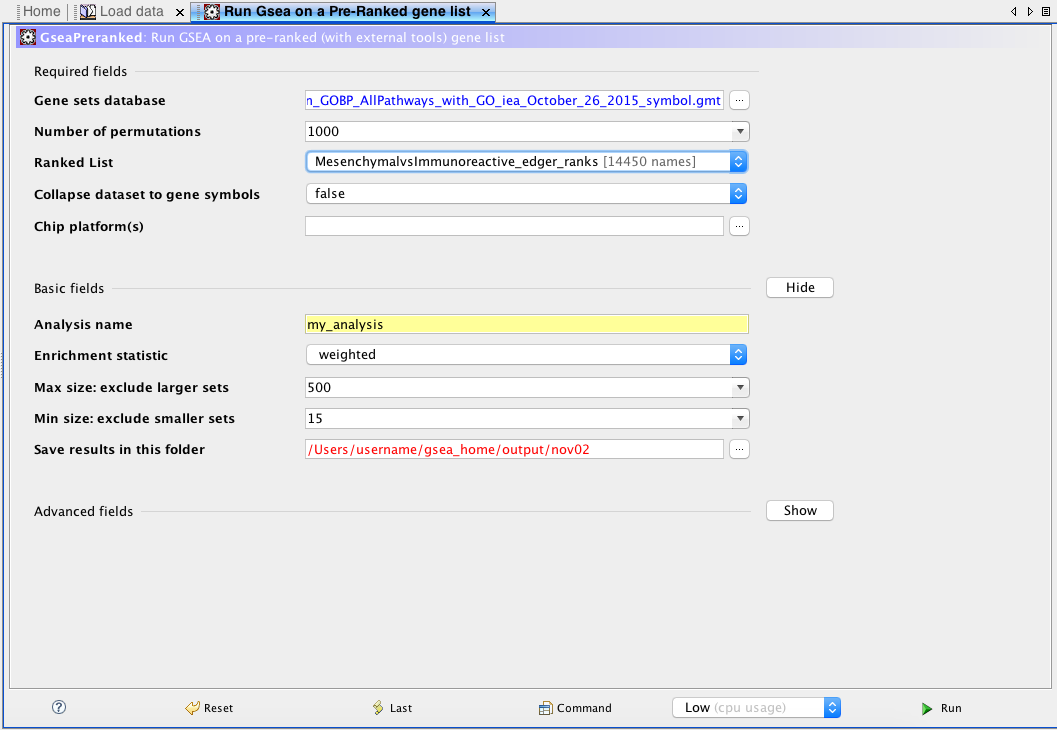 Home Load data x Run Gsea on a Pre-Ranked gene list x
GseaPreranked: Run GSEA on a pre-ranked (with external tools) gene list
Required fields
Gene sets database n_GOBP_AllPathways_with_GO_iea_October_26_2015_symbol.gmt ...
Number of permutations 1000
Ranked List MesenchymalvsImmunoreactive_edger_ranks [14450 names]
Collapse dataset to gene symbols false
Chip platform(s) ...
Basic fields Hide
Analysis name my_analysis
Enrichment statistic weighted
Max size: exclude larger sets 500
Min size: exclude smaller sets 15
Save results in this folder /Users/username/gsea_home/output/nov02 ...
Advanced fields Show
? Reset Last Command Low (cpu usage) Run